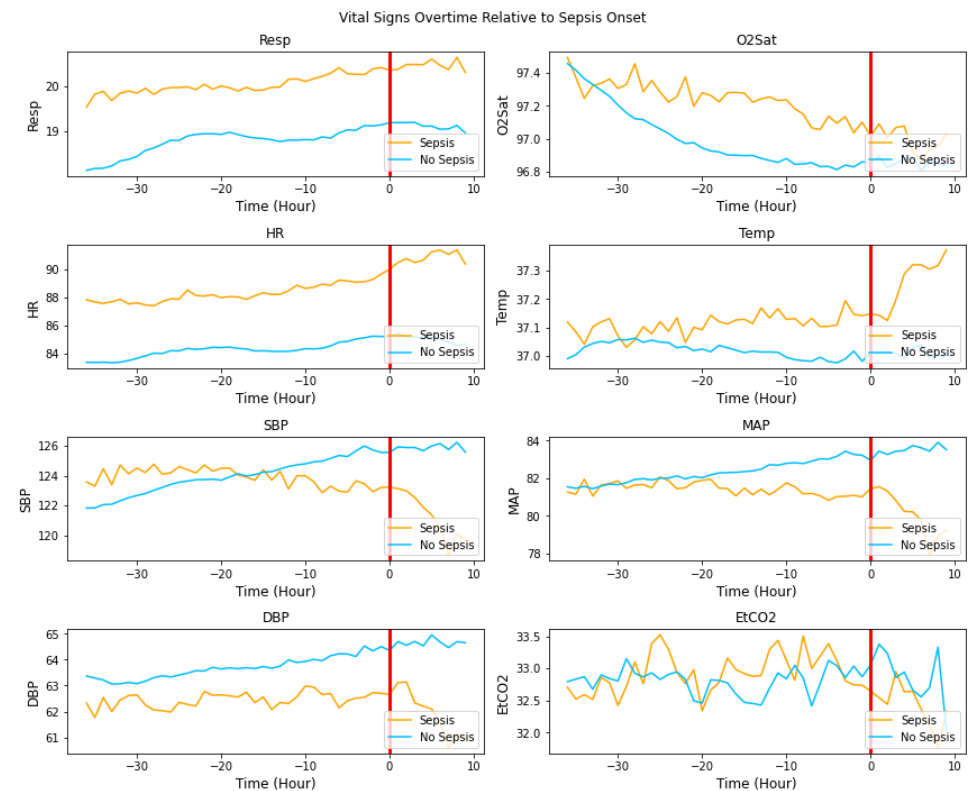 Vital Signs Overtime Relative to Sepsis Onset
Resp
Resp
20
19
−30
−20
−10
0
10
Time (Hour)
Sepsis
No Sepsis
O2Sat
O2Sat
97.4
97.2
97.0
96.8
−30
−20
−10
0
10
Time (Hour)
Sepsis
No Sepsis
HR
HR
90
88
86
84
−30
−20
−10
0
10
Time (Hour)
Sepsis
No Sepsis
Temp
Temp
37.3
37.2
37.1
37.0
−30
−20
−10
0
10
Time (Hour)
Sepsis
No Sepsis
SBP
SBP
126
124
122
120
−30
−20
−10
0
10
Time (Hour)
Sepsis
No Sepsis
MAP
MAP
84
82
80
78
−30
−20
−10
0
10
Time (Hour)
Sepsis
No Sepsis
DBP
DBP
65
64
63
62
61
−30
−20
−10
0
10
Time (Hour)
Sepsis
No Sepsis
EtCO2
EtCO2
33.5
33.0
32.5
32.0
−30
−20
−10
0
10
Time (Hour)
Sepsis
No Sepsis